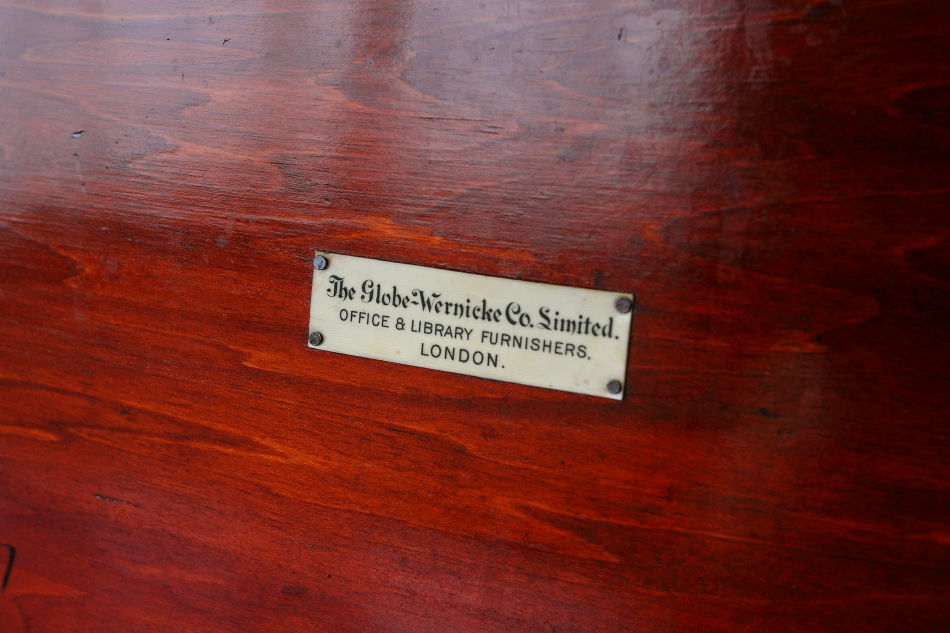 The Globe-Wernicke Co. Limited.
OFFICE & LIBRARY FURNISHERS,
LONDON.